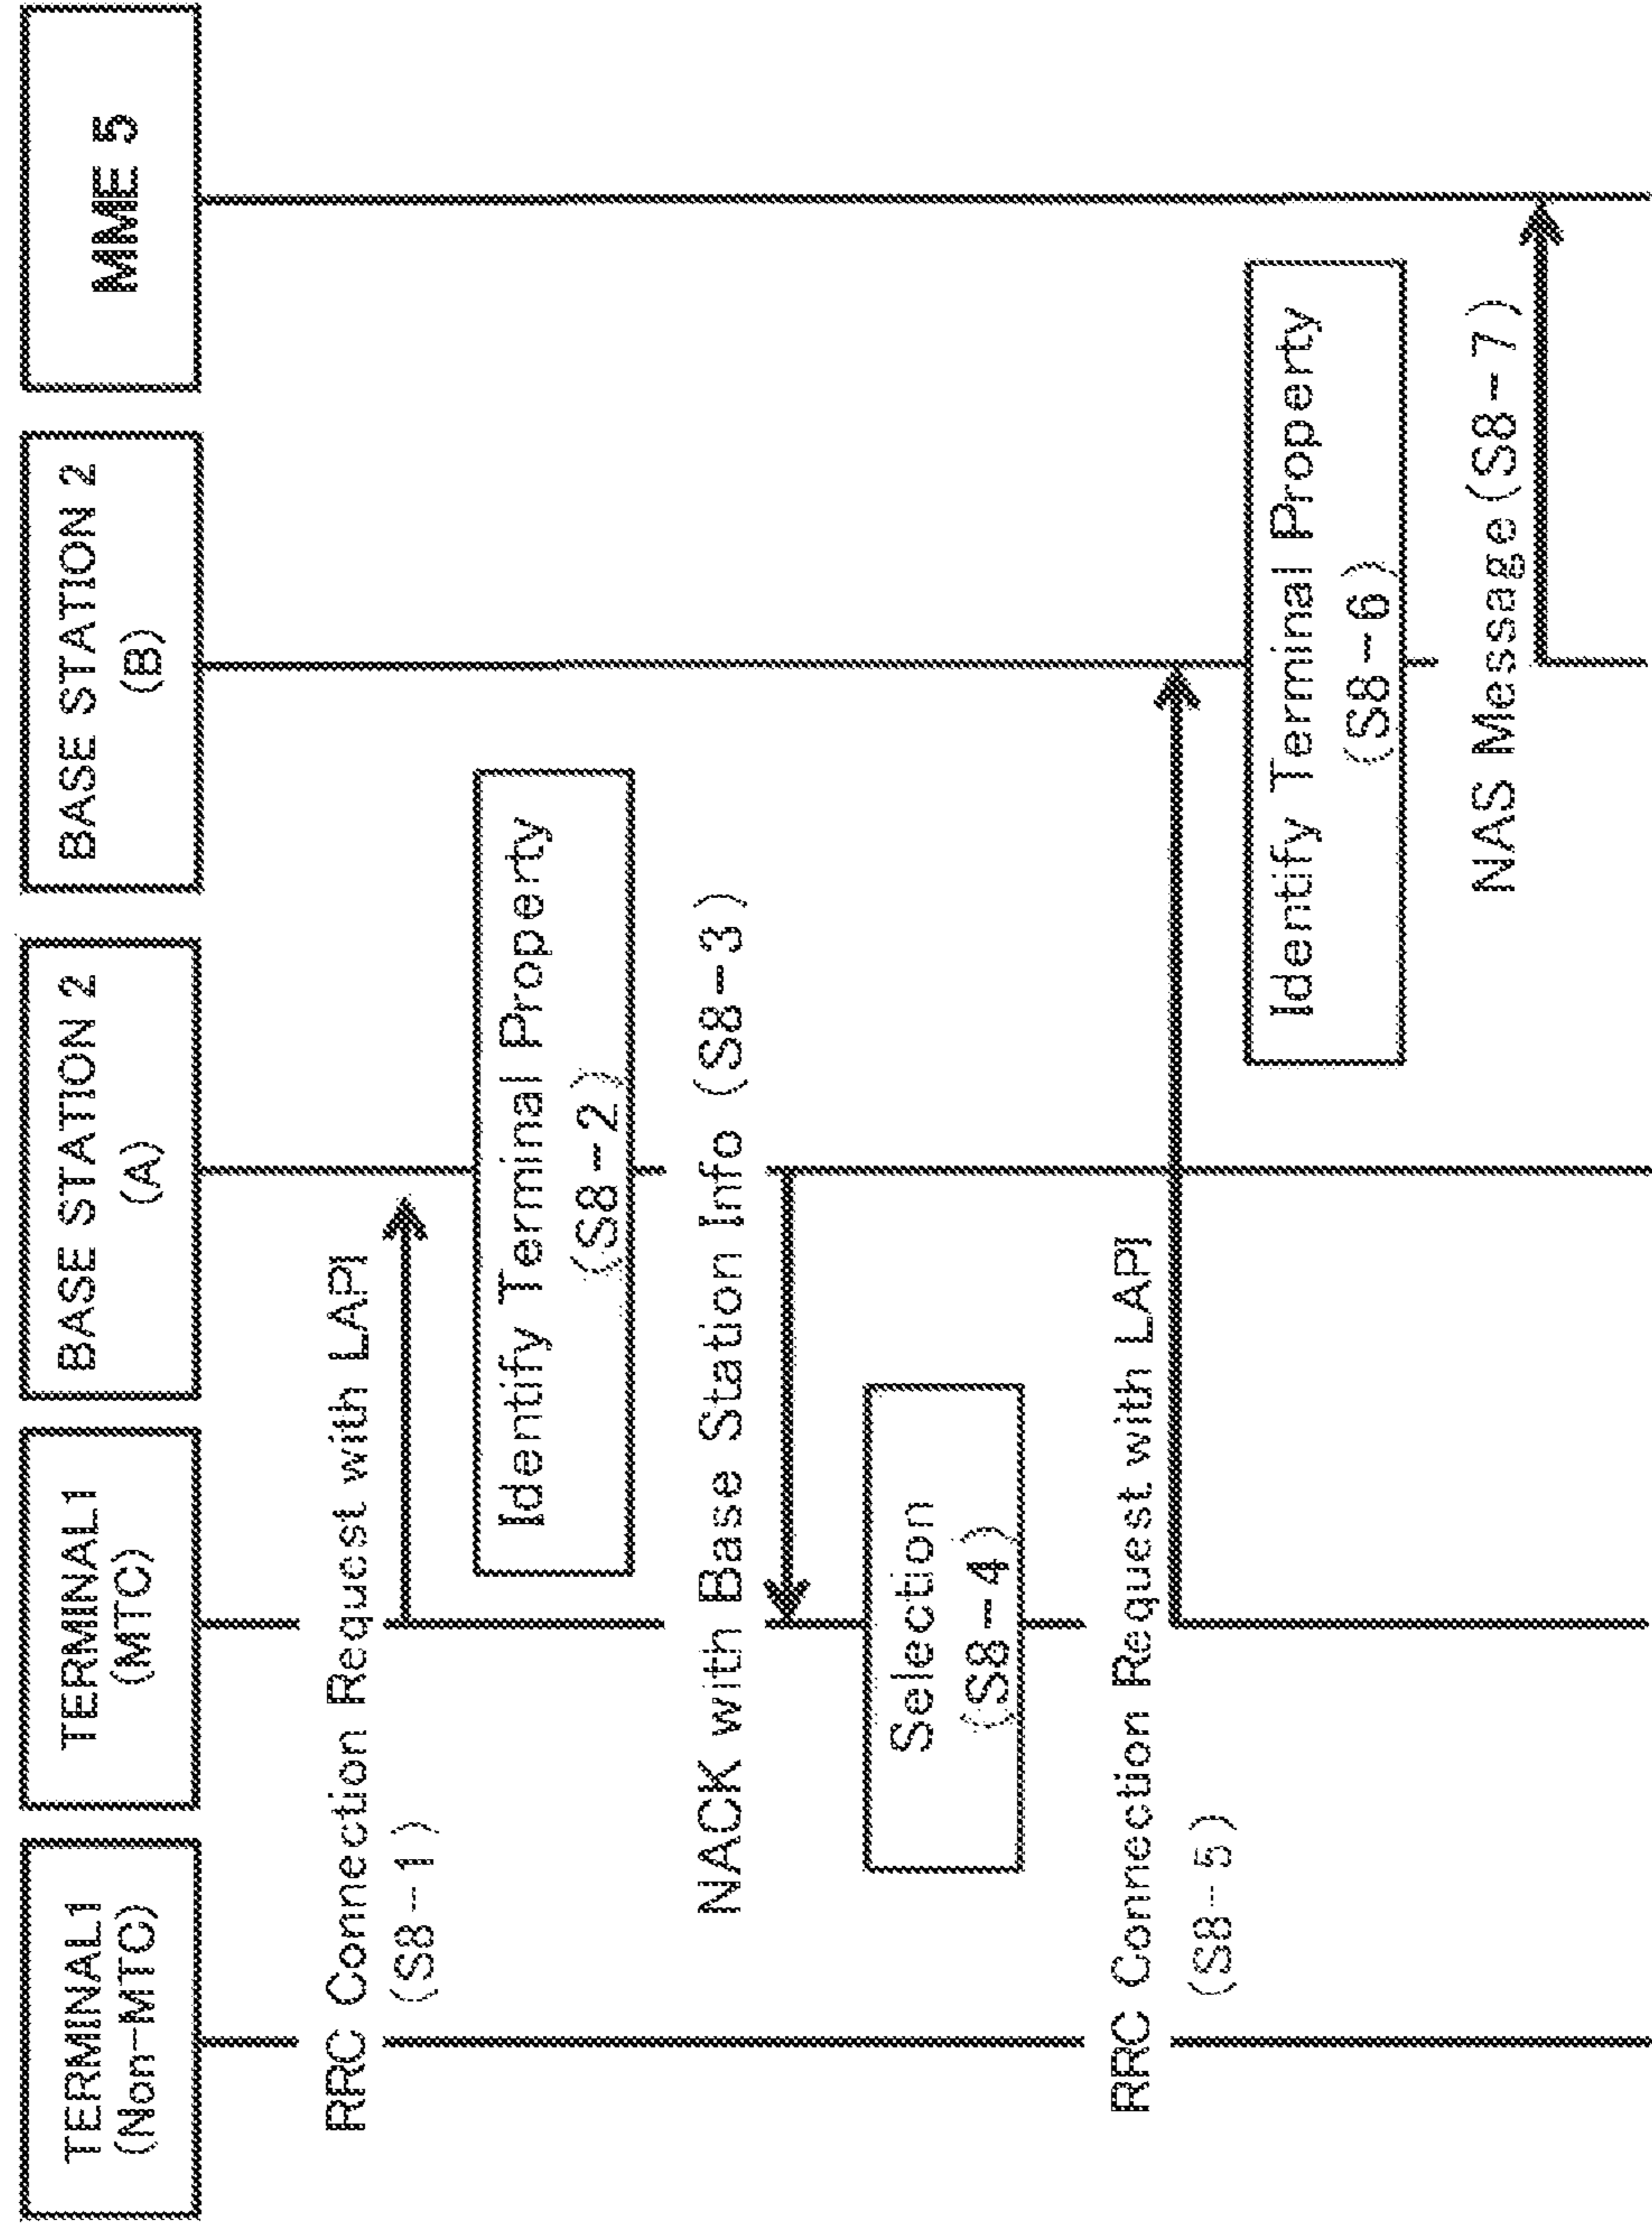 TERMINAL1
(Non-MTC)
TERMINAL1
(MTC)
BASE STATION 2
(A)
BASE STATION 2
(B)
MME 5
RRC Connection Request with LAPI
(S8-1)
Identify Terminal Property
(S8-2)
NACK with Base Station Info (S8-3)
Selection
(S8-4)
RRC Connection Request with LAPI
(S8-5)
Identify Terminal Property
(S8-6)
NAS Message(S8-7)